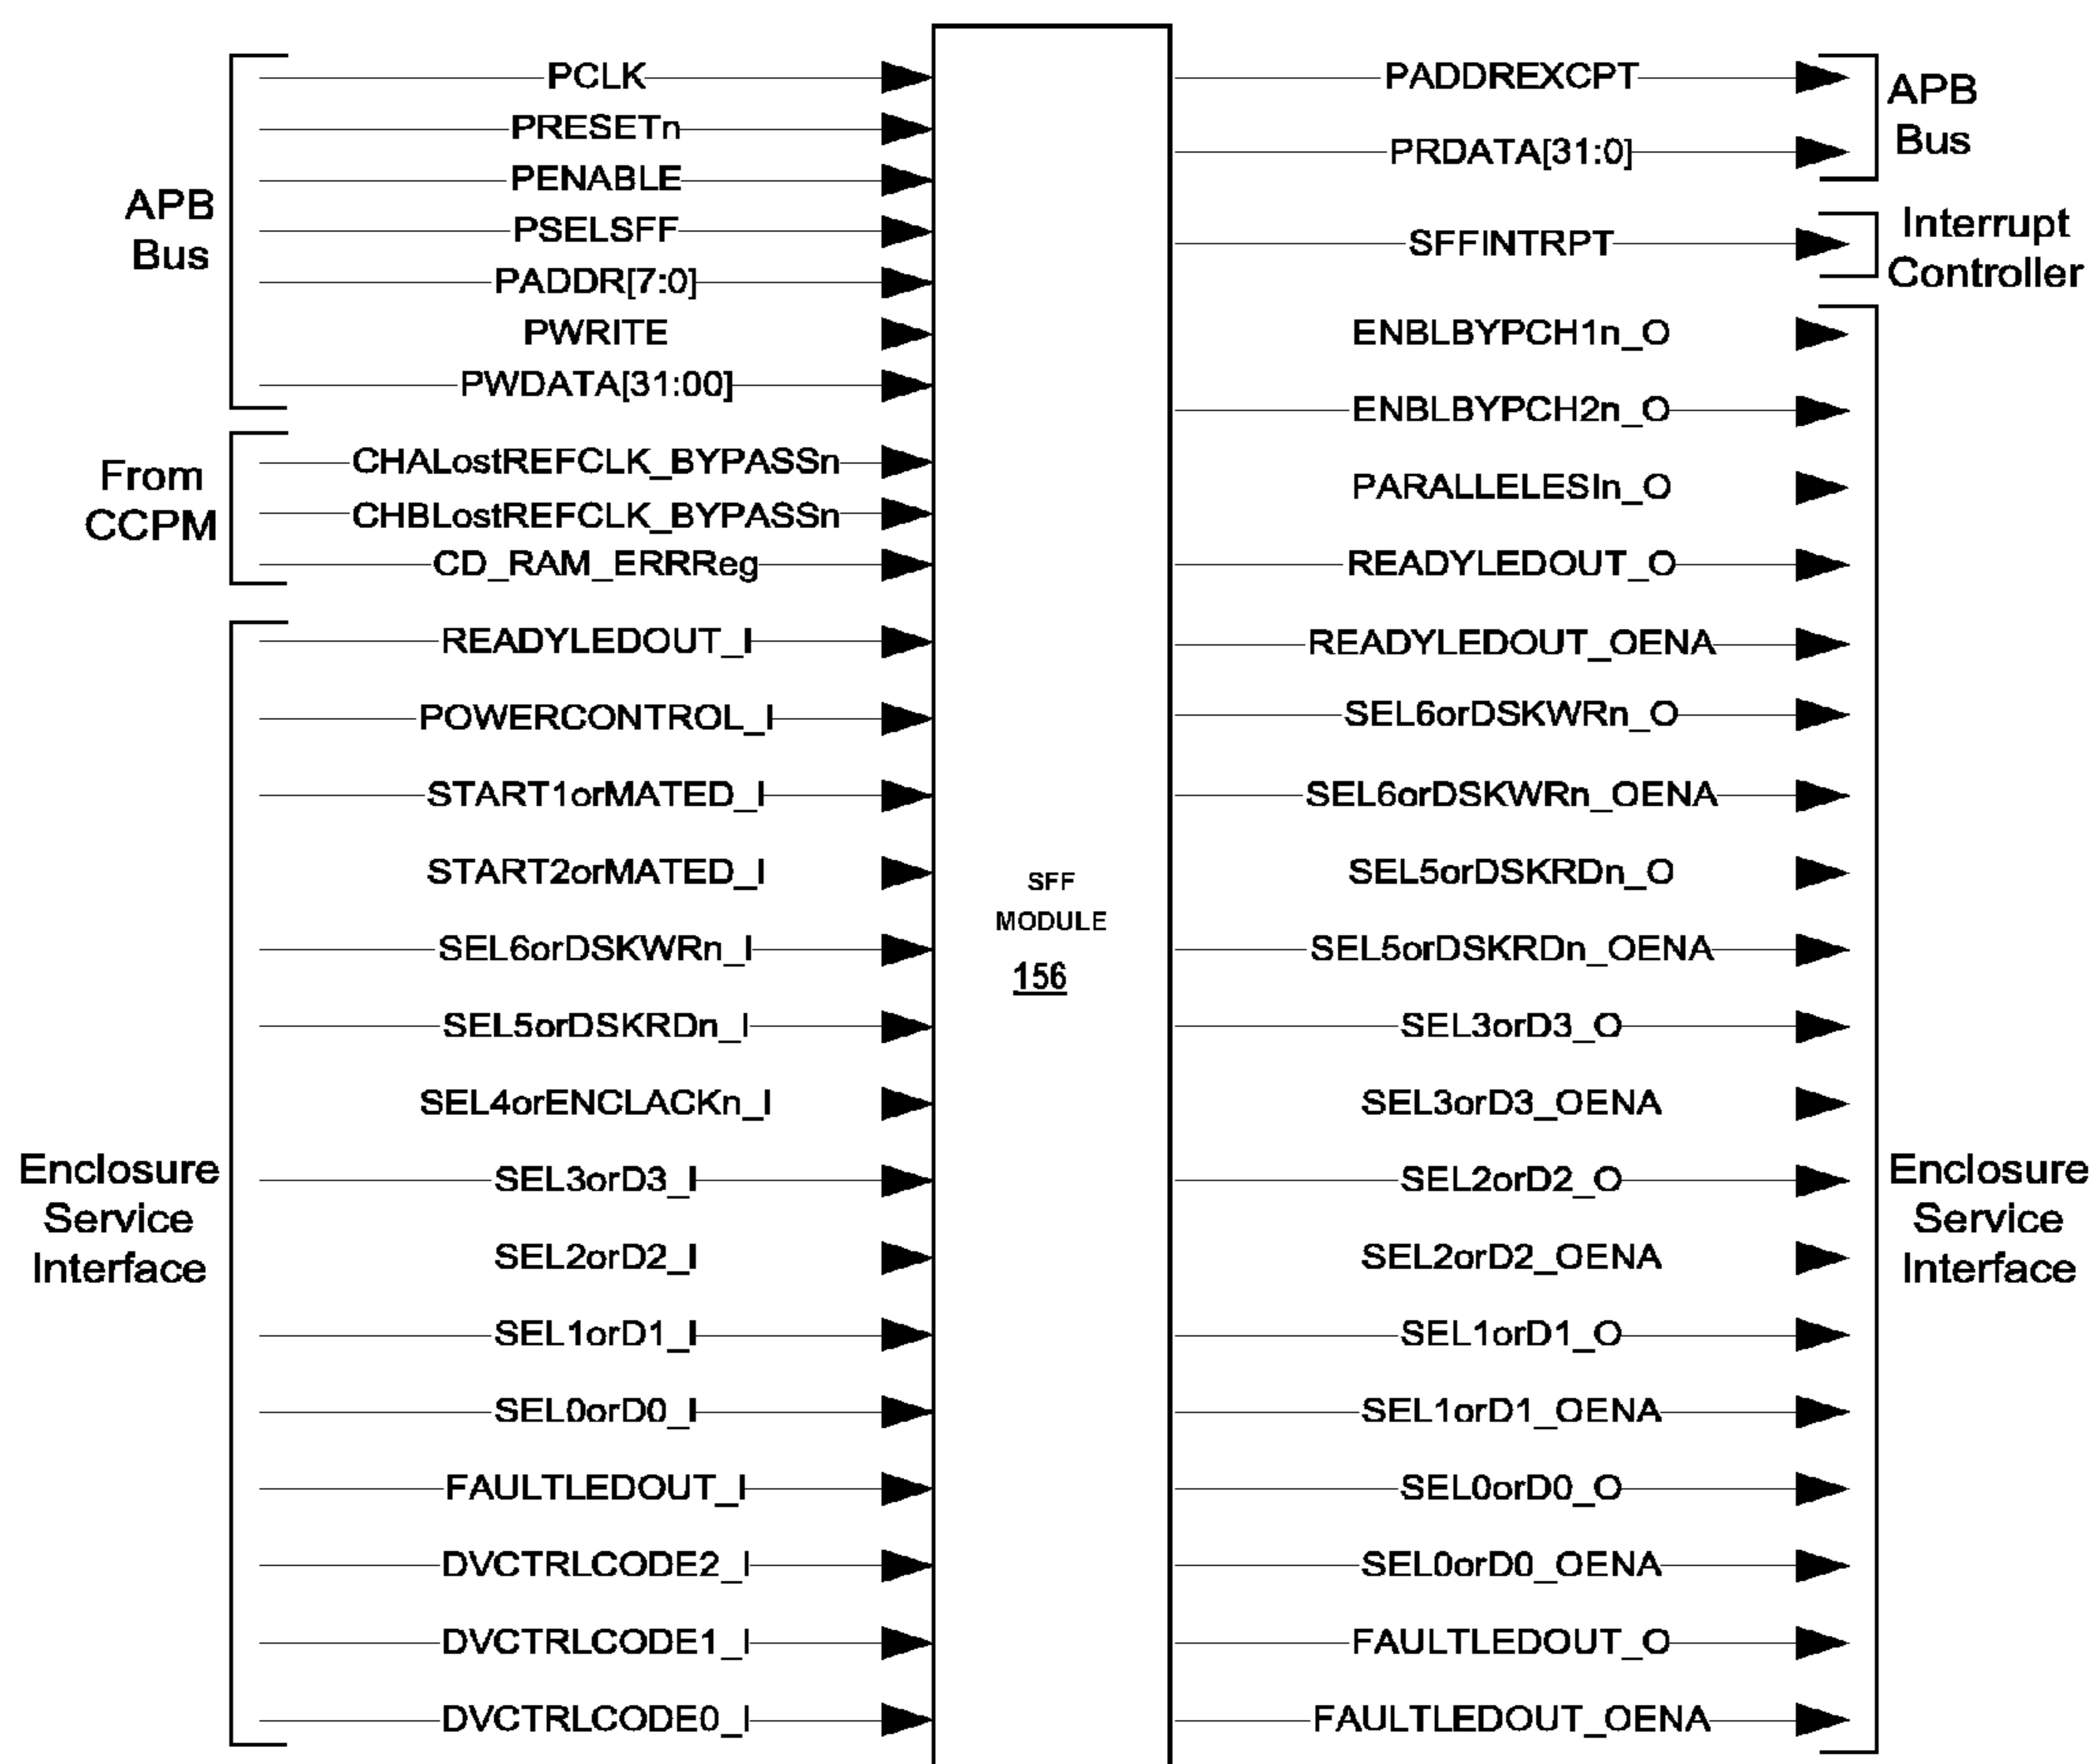 APB
Bus
PCLK
PRESETn
PENABLE
PSELSFF
PADDR[7:0]
PWRITE
PWDATA[31:00]
From
CCPM
CHALostREFCLK_BYPASSn
CHBLostREFCLK_BYPASSn
CD_RAM_ERRReg
Enclosure
Service
Interface
READYLEDOUT_I
POWERCONTROL_I
START1orMATED_I
START2orMATED_I
SEL6orDSKWRn_I
SEL5orDSKRDn_I
SEL4orENCLACKn_I
SEL3orD3_I
SEL2orD2_I
SEL1orD1_I
SEL0orD0_I
FAULTLEDOUT_I
DVCTRLCODE2_I
DVCTRLCODE1_I
DVCTRLCODE0_I
SFF
MODULE
156
PADDREXCPT
PRDATA[31:0]
APB
Bus
SFFINTRPT
Interrupt
Controller
ENBLBYPCH1n_O
ENBLBYPCH2n_O
PARALLELESIn_O
READYLEDOUT_O
READYLEDOUT_OENA
SEL6orDSKWRn_O
SEL6orDSKWRn_OENA
SEL5orDSKRDn_O
SEL5orDSKRDn_OENA
SEL3orD3_O
SEL3orD3_OENA
SEL2orD2_O
SEL2orD2_OENA
SEL1orD1_O
SEL1orD1_OENA
SEL0orD0_O
SEL0orD0_OENA
FAULTLEDOUT_O
FAULTLEDOUT_OENA
Enclosure
Service
Interface